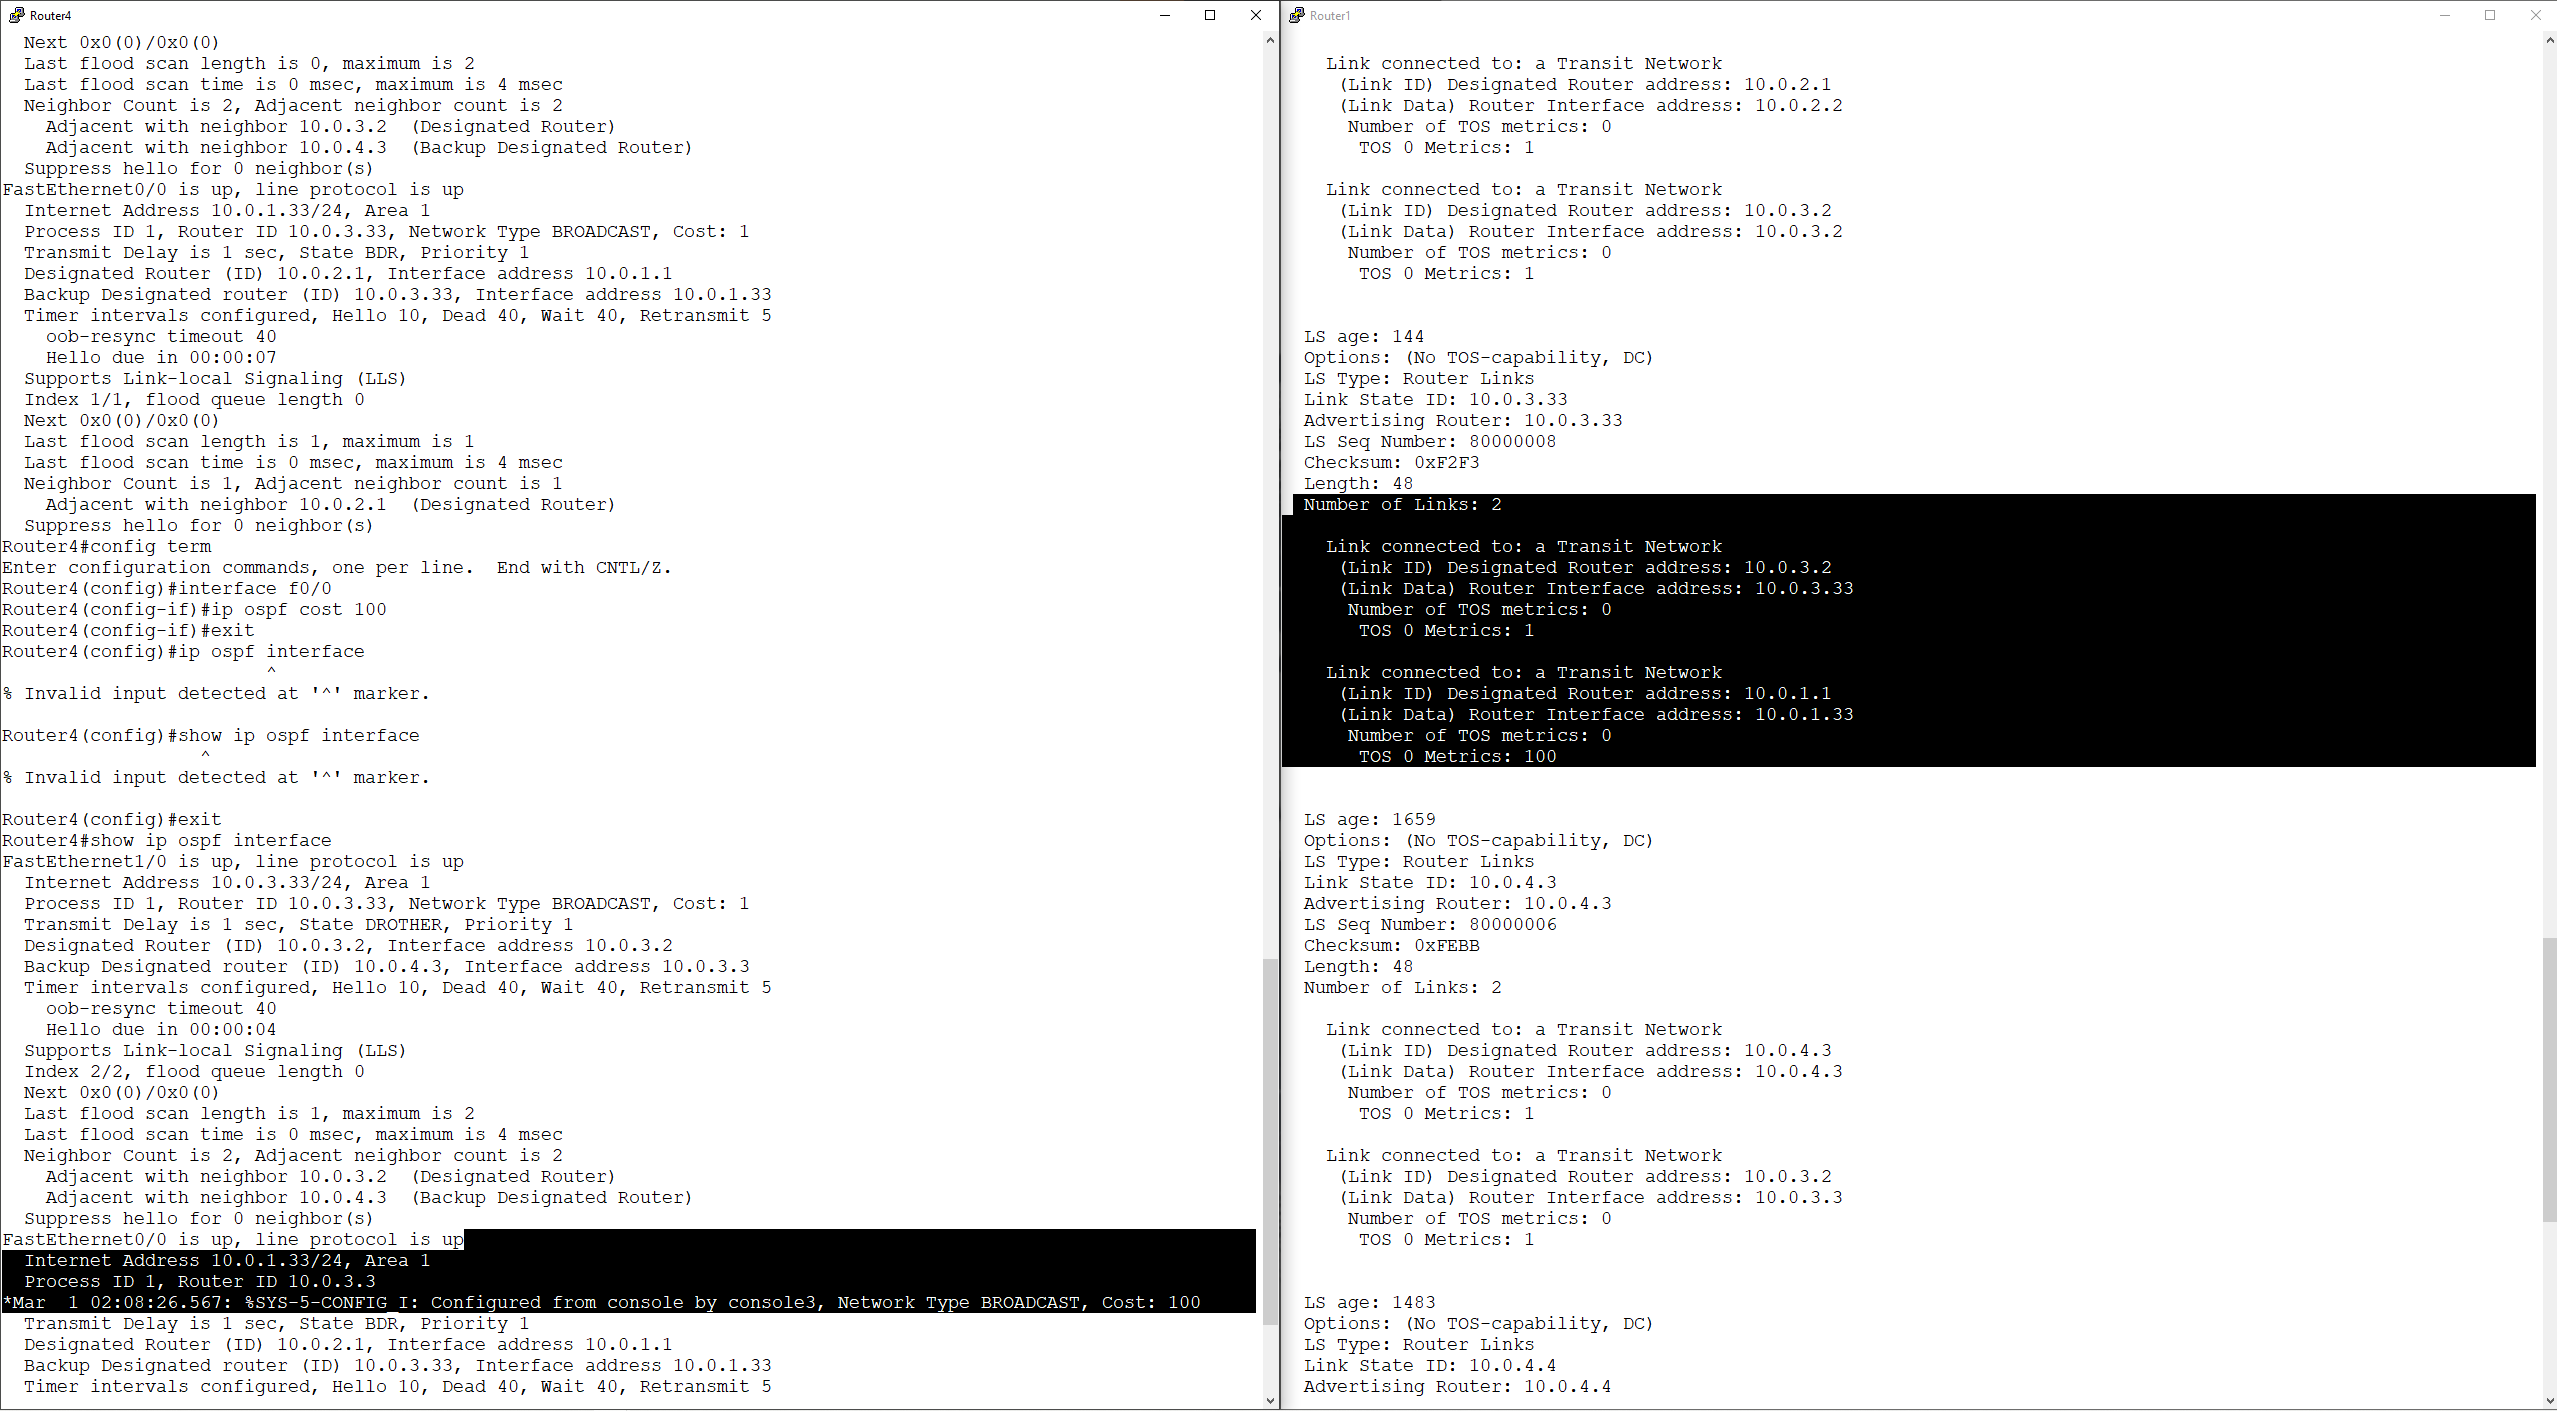 Router4
  Next 0x0(0)/0x0(0)
  Last flood scan length is 0, maximum is 2
  Last flood scan time is 0 msec, maximum is 4 msec
  Neighbor Count is 2, Adjacent neighbor count is 2
    Adjacent with neighbor 10.0.3.2  (Designated Router)
    Adjacent with neighbor 10.0.4.3  (Backup Designated Router)
  Suppress hello for 0 neighbor(s)
FastEthernet0/0 is up, line protocol is up
  Internet Address 10.0.1.33/24, Area 1
  Process ID 1, Router ID 10.0.3.33, Network Type BROADCAST, Cost: 1
  Transmit Delay is 1 sec, State BDR, Priority 1
  Designated Router (ID) 10.0.2.1, Interface address 10.0.1.1
  Backup Designated router (ID) 10.0.3.33, Interface address 10.0.1.33
  Timer intervals configured, Hello 10, Dead 40, Wait 40, Retransmit 5
    oob-resync timeout 40
    Hello due in 00:00:07
  Supports Link-local Signaling (LLS)
  Index 1/1, flood queue length 0
  Next 0x0(0)/0x0(0)
  Last flood scan length is 1, maximum is 1
  Last flood scan time is 0 msec, maximum is 4 msec
  Neighbor Count is 1, Adjacent neighbor count is 1
    Adjacent with neighbor 10.0.2.1  (Designated Router)
  Suppress hello for 0 neighbor(s)
Router4#config term
Enter configuration commands, one per line.  End with CNTL/Z.
Router4(config)#interface f0/0
Router4(config-if)#ip ospf cost 100
Router4(config-if)#exit
Router4(config)#ip ospf interface
                        ^
% Invalid input detected at '^' marker.

Router4(config)#show ip ospf interface
                  ^
% Invalid input detected at '^' marker.

Router4(config)#exit
Router4#show ip ospf interface
FastEthernet1/0 is up, line protocol is up
  Internet Address 10.0.3.33/24, Area 1
  Process ID 1, Router ID 10.0.3.33, Network Type BROADCAST, Cost: 1
  Transmit Delay is 1 sec, State DROTHER, Priority 1
  Designated Router (ID) 10.0.3.2, Interface address 10.0.3.2
  Backup Designated router (ID) 10.0.4.3, Interface address 10.0.3.3
  Timer intervals configured, Hello 10, Dead 40, Wait 40, Retransmit 5
    oob-resync timeout 40
    Hello due in 00:00:04
  Supports Link-local Signaling (LLS)
  Index 2/2, flood queue length 0
  Next 0x0(0)/0x0(0)
  Last flood scan length is 1, maximum is 2
  Last flood scan time is 0 msec, maximum is 4 msec
  Neighbor Count is 2, Adjacent neighbor count is 2
    Adjacent with neighbor 10.0.3.2  (Designated Router)
    Adjacent with neighbor 10.0.4.3  (Backup Designated Router)
  Suppress hello for 0 neighbor(s)
FastEthernet0/0 is up, line protocol is up
  Internet Address 10.0.1.33/24, Area 1
  Process ID 1, Router ID 10.0.3.3
*Mar  1 02:08:26.567: %SYS-5-CONFIG_I: Configured from console by console3, Network Type BROADCAST, Cost: 100
  Transmit Delay is 1 sec, State BDR, Priority 1
  Designated Router (ID) 10.0.2.1, Interface address 10.0.1.1
  Backup Designated router (ID) 10.0.3.33, Interface address 10.0.1.33
  Timer intervals configured, Hello 10, Dead 40, Wait 40, Retransmit 5
Router1
    Link connected to: a Transit Network
     (Link ID) Designated Router address: 10.0.2.1
     (Link Data) Router Interface address: 10.0.2.2
      Number of TOS metrics: 0
       TOS 0 Metrics: 1

    Link connected to: a Transit Network
     (Link ID) Designated Router address: 10.0.3.2
     (Link Data) Router Interface address: 10.0.3.2
      Number of TOS metrics: 0
       TOS 0 Metrics: 1


  LS age: 144
  Options: (No TOS-capability, DC)
  LS Type: Router Links
  Link State ID: 10.0.3.33
  Advertising Router: 10.0.3.33
  LS Seq Number: 80000008
  Checksum: 0xF2F3
  Length: 48
  Number of Links: 2

    Link connected to: a Transit Network
     (Link ID) Designated Router address: 10.0.3.2
     (Link Data) Router Interface address: 10.0.3.33
      Number of TOS metrics: 0
       TOS 0 Metrics: 1

    Link connected to: a Transit Network
     (Link ID) Designated Router address: 10.0.1.1
     (Link Data) Router Interface address: 10.0.1.33
      Number of TOS metrics: 0
       TOS 0 Metrics: 100


  LS age: 1659
  Options: (No TOS-capability, DC)
  LS Type: Router Links
  Link State ID: 10.0.4.3
  Advertising Router: 10.0.4.3
  LS Seq Number: 80000006
  Checksum: 0xFEBB
  Length: 48
  Number of Links: 2

    Link connected to: a Transit Network
     (Link ID) Designated Router address: 10.0.4.3
     (Link Data) Router Interface address: 10.0.4.3
      Number of TOS metrics: 0
       TOS 0 Metrics: 1

    Link connected to: a Transit Network
     (Link ID) Designated Router address: 10.0.3.2
     (Link Data) Router Interface address: 10.0.3.3
      Number of TOS metrics: 0
       TOS 0 Metrics: 1


  LS age: 1483
  Options: (No TOS-capability, DC)
  LS Type: Router Links
  Link State ID: 10.0.4.4
  Advertising Router: 10.0.4.4